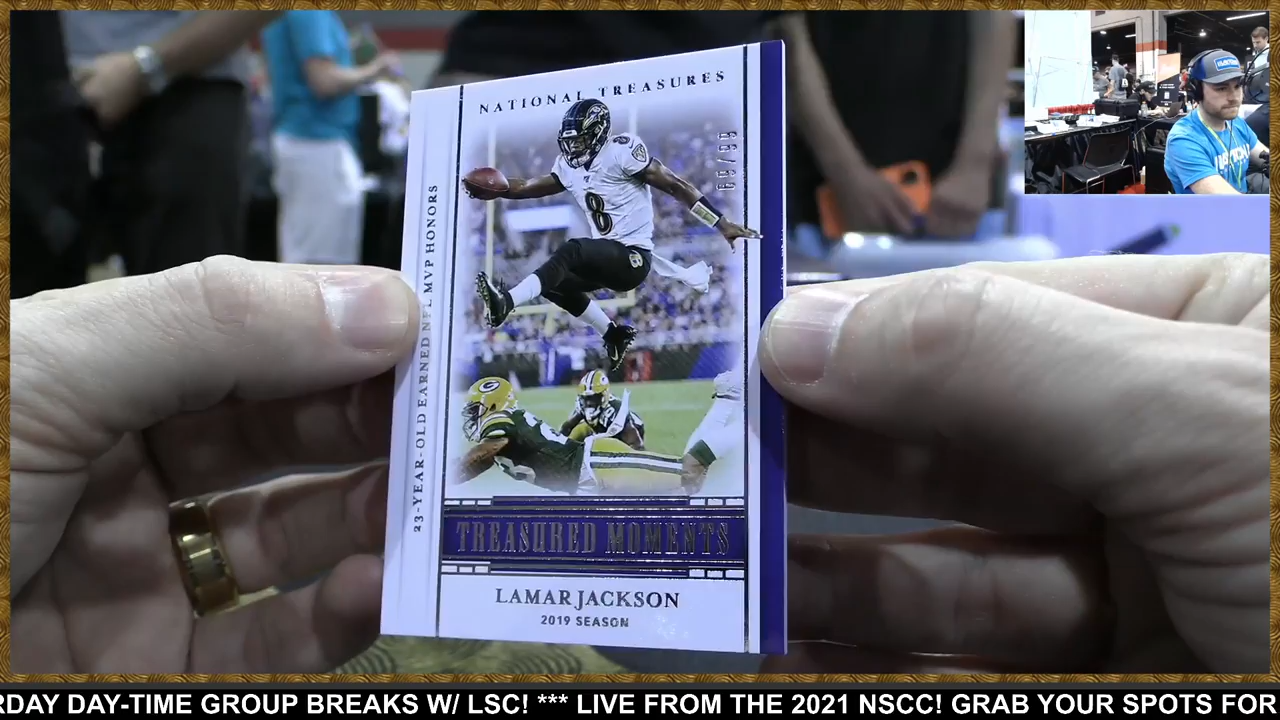 NATIONAL TREASURES
23-YEAR-OLD EARNED NFL MVP HONORS
8
TREASURED MOMENTS
LAMAR JACKSON
2019 SEASON
RDAY DAY-TIME GROUP BREAKS W/ LSC! *** LIVE FROM THE 2021 NSCC! GRAB YOUR SPOTS FOR